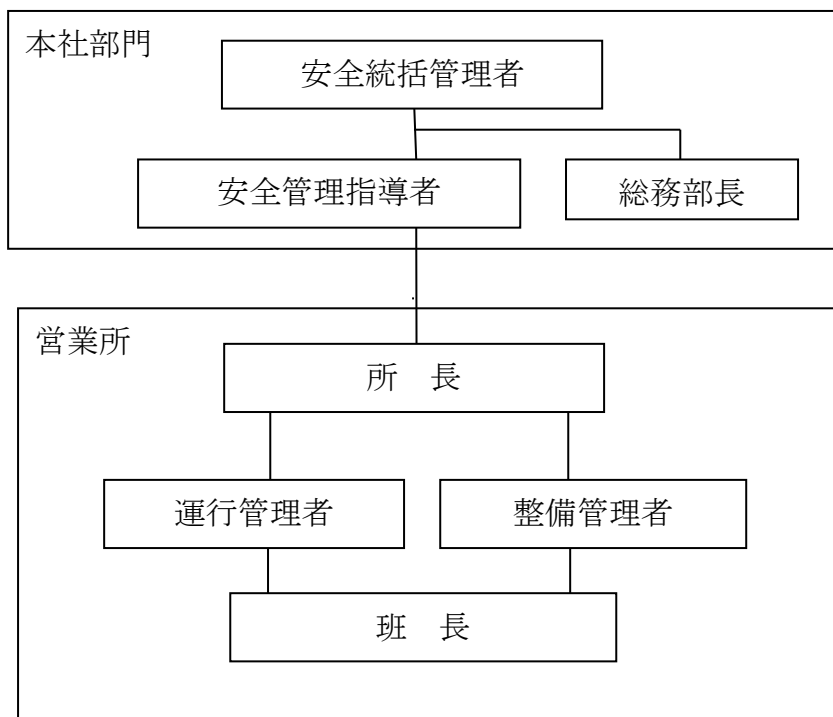 本社部門
安全統括管理者
安全管理指導者
総務部長
営業所
所　長
運行管理者
整備管理者
班　長